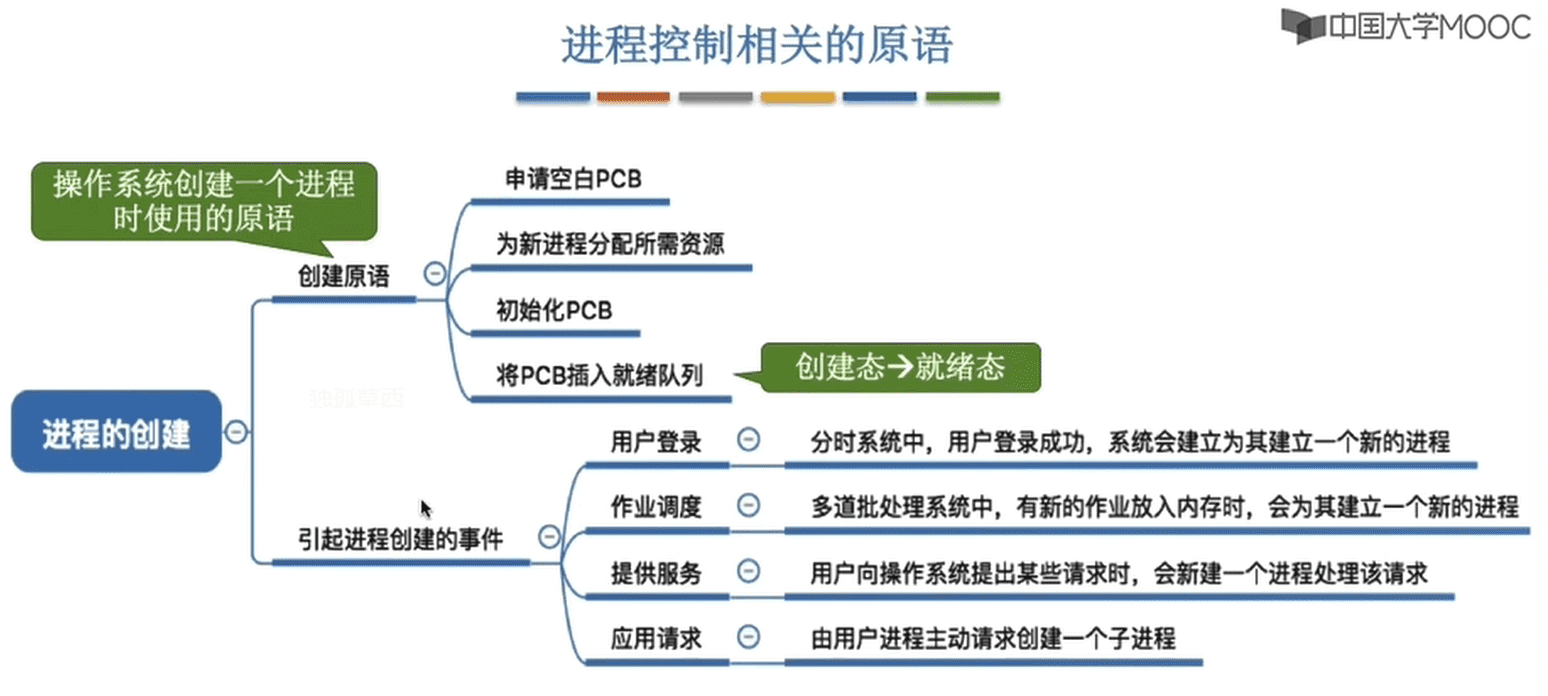 中国大学MOOC
进程控制相关的原语
操作系统创建一个进程
时使用的原语
创建原语
申请空白PCB
为新进程分配所需资源
初始化PCB
将PCB插入就绪队列
创建态→就绪态
独孤草西
进程的创建
引起进程创建的事件
用户登录
分时系统中，用户登录成功，系统会建立为其建立一个新的进程
作业调度
多道批处理系统中，有新的作业放入内存时，会为其建立一个新的进程
提供服务
用户向操作系统提出某些请求时，会新建一个进程处理该请求
应用请求
由用户进程主动请求创建一个子进程